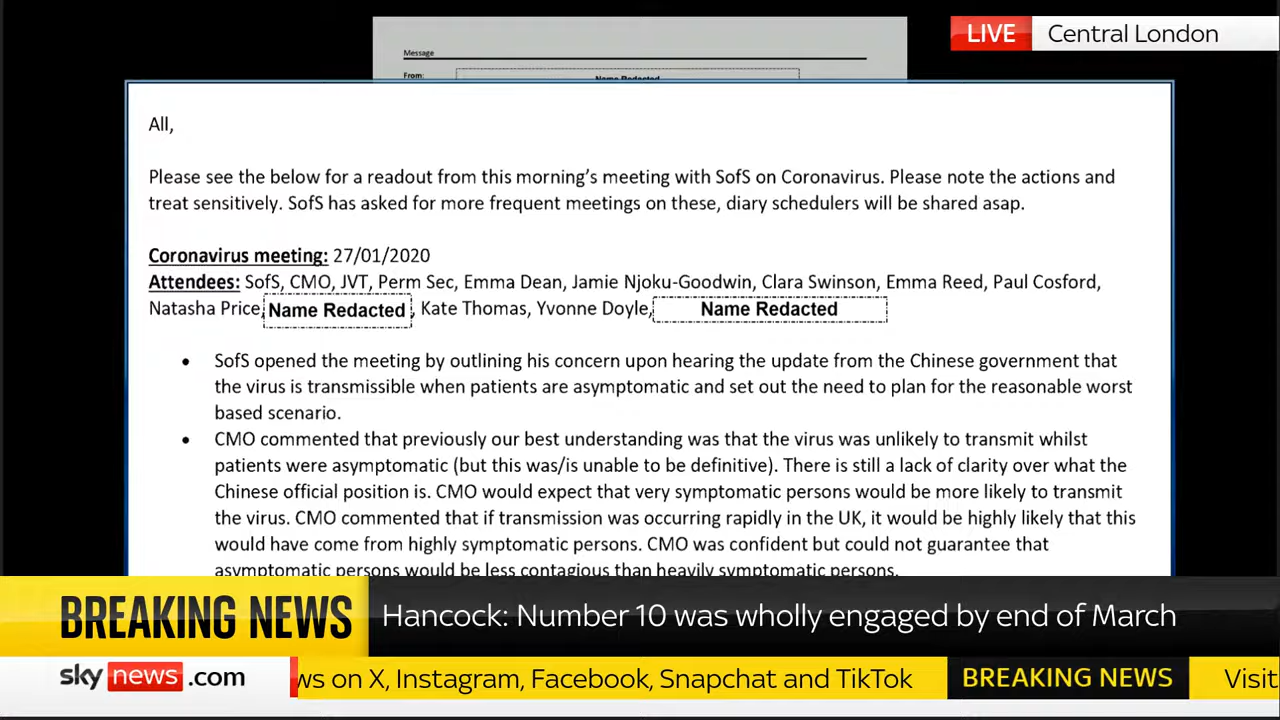 LIVE Central London
Message
From:
Name Redacted
All,
Please see the below for a readout from this morning’s meeting with SofS on Coronavirus. Please note the actions and
treat sensitively. SofS has asked for more frequent meetings on these, diary schedulers will be shared asap.
Coronavirus meeting: 27/01/2020
Attendees: SofS, CMO, JVT, Perm Sec, Emma Dean, Jamie Njoku-Goodwin, Clara Swinson, Emma Reed, Paul Cosford,
Natasha Price, Name Redacted, Kate Thomas, Yvonne Doyle, Name Redacted
• SofS opened the meeting by outlining his concern upon hearing the update from the Chinese government that
the virus is transmissible when patients are asymptomatic and set out the need to plan for the reasonable worst
based scenario.
• CMO commented that previously our best understanding was that the virus was unlikely to transmit whilst
patients were asymptomatic (but this was/is unable to be definitive). There is still a lack of clarity over what the
Chinese official position is. CMO would expect that very symptomatic persons would be more likely to transmit
the virus. CMO commented that if transmission was occurring rapidly in the UK, it would be highly likely that this
would have come from highly symptomatic persons. CMO was confident but could not guarantee that
asymptomatic persons would be less contagious than heavily symptomatic persons.
BREAKING NEWS Hancock: Number 10 was wholly engaged by end of March
sky news .com ws on X, Instagram, Facebook, Snapchat and TikTok BREAKING NEWS Visit